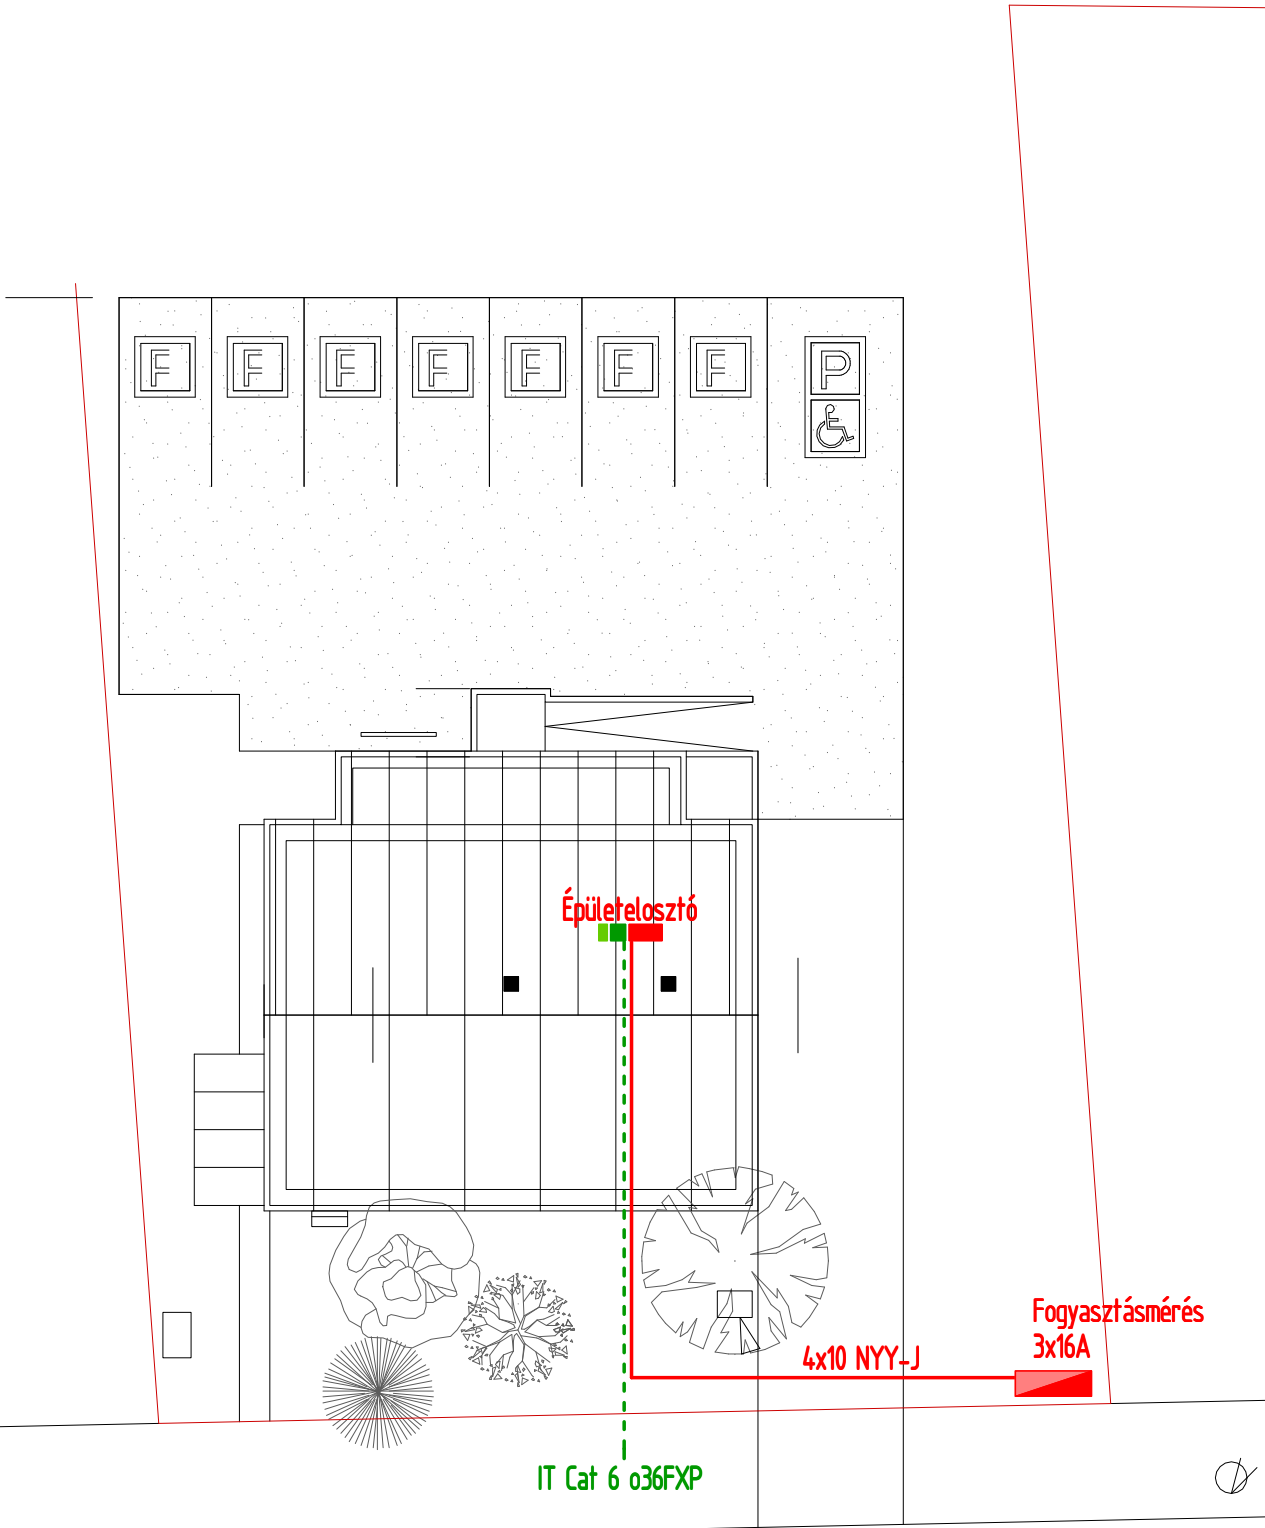 F F F F F F F P
Épületelosztó
Fogyasztásmérés
3x16A
4x10 NYY-J
IT Cat 6 o36FXP